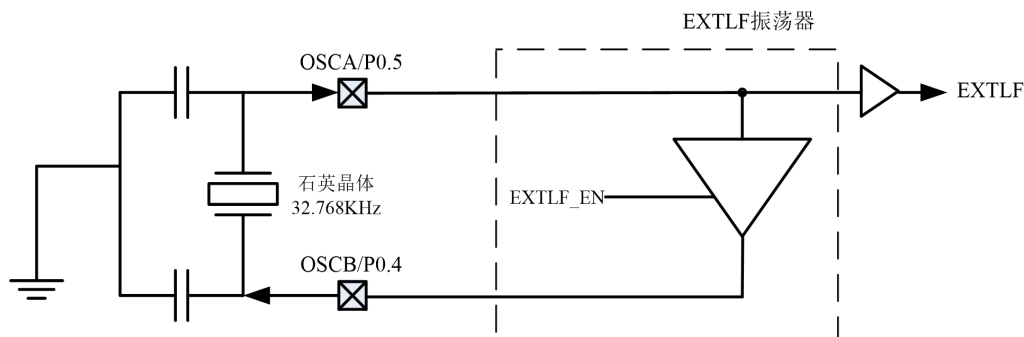 EXTLF振荡器
OSCA/P0.5
EXTLF
石英晶体
32.768KHz
EXTLF_EN
OSCB/P0.4